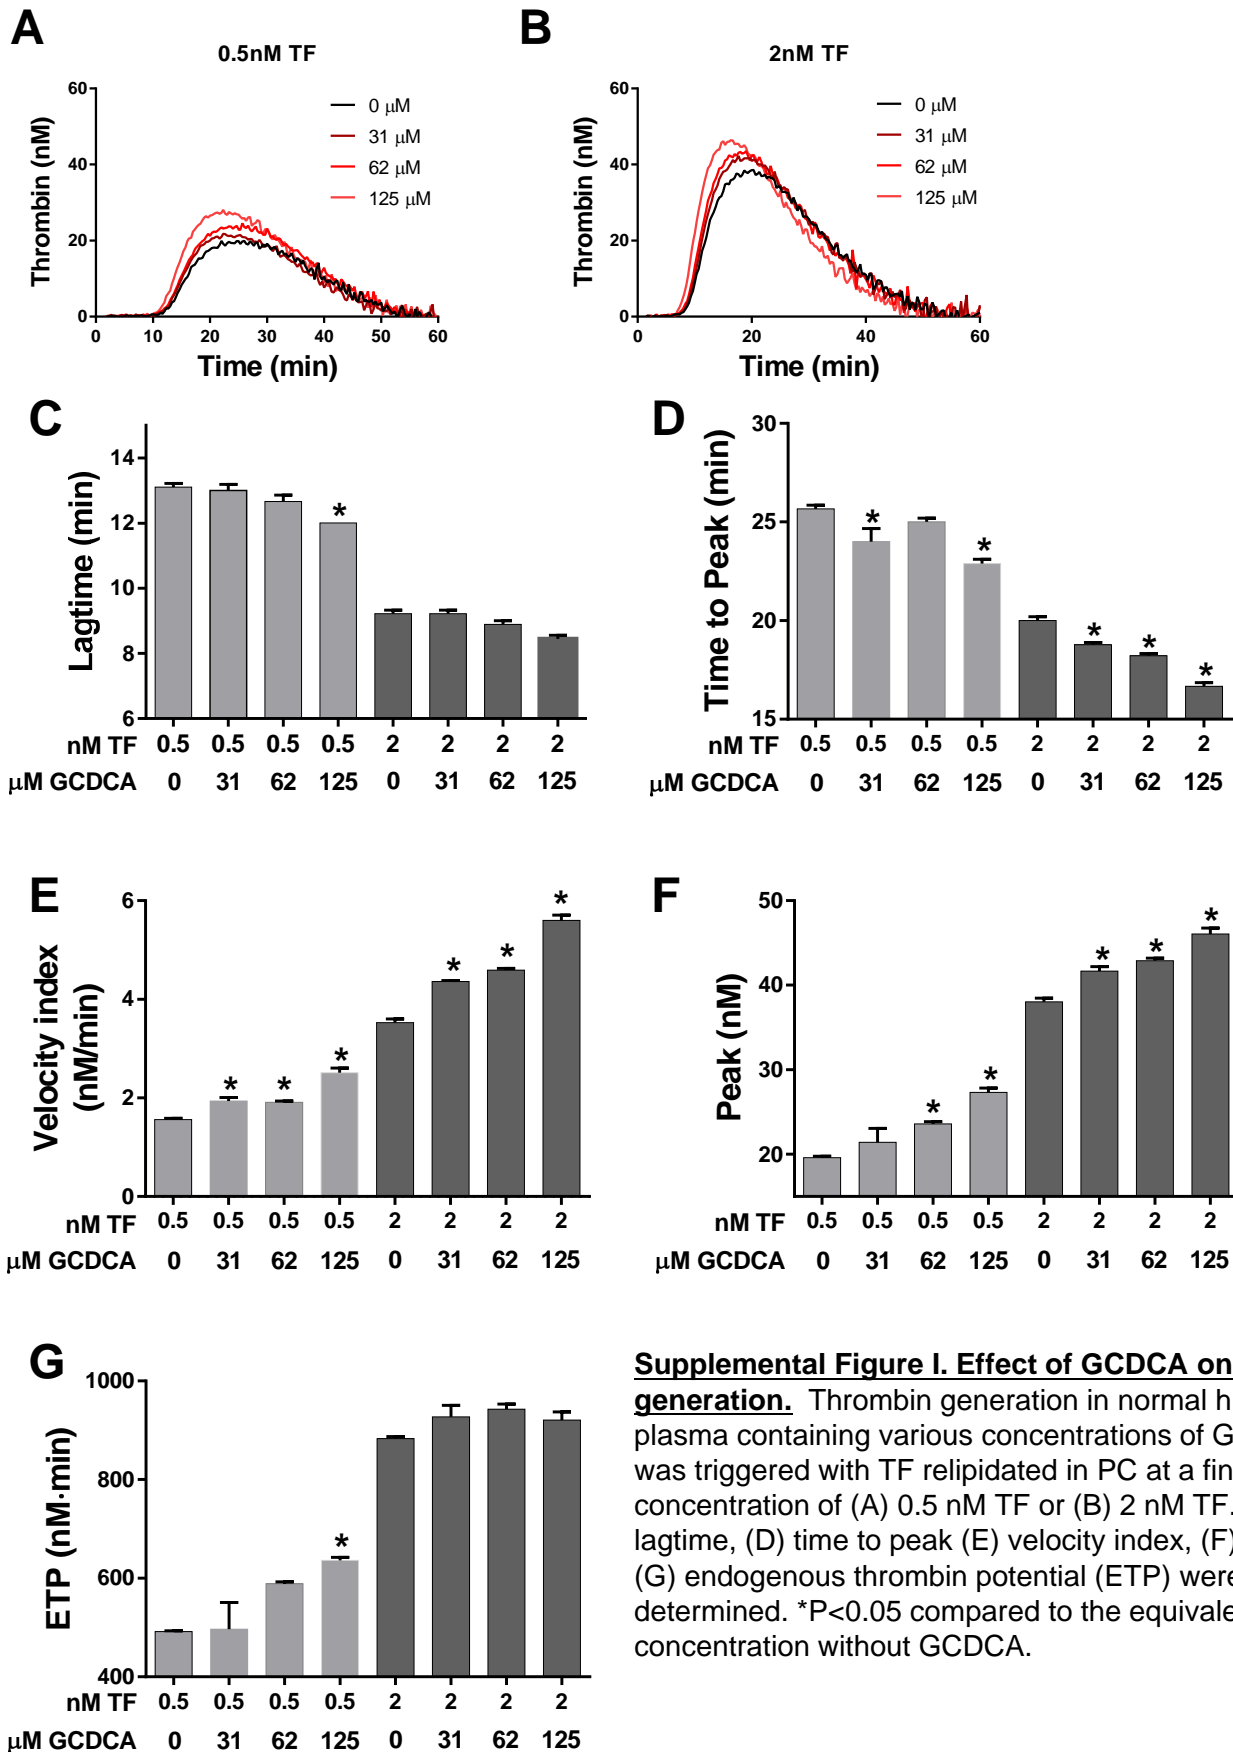 A
B
0.5nM TF
2nM TF
Thrombin (nM)
60
40
20
0
0 μM
31 μM
62 μM
125 μM
0 10 20 30 40 50 60
Time (min)
Thrombin (nM)
60
40
20
0
0 μM
31 μM
62 μM
125 μM
0 20 40 60
Time (min)
C
Lagtime (min)
14
12
10
8
6
*
nM TF 0.5 0.5 0.5 0.5 2 2 2 2
μM GCDCA 0 31 62 125 0 31 62 125
D
Time to Peak (min)
30
25
20
15
* * * * *
nM TF 0.5 0.5 0.5 0.5 2 2 2 2
μM GCDCA 0 31 62 125 0 31 62 125
E
Velocity index
(nM/min)
6
4
2
0
* * * * * *
nM TF 0.5 0.5 0.5 0.5 2 2 2 2
μM GCDCA 0 31 62 125 0 31 62 125
F
Peak (nM)
50
40
30
20
* * * * *
nM TF 0.5 0.5 0.5 0.5 2 2 2 2
μM GCDCA 0 31 62 125 0 31 62 125
G
ETP (nM·min)
1000
800
600
400
*
nM TF 0.5 0.5 0.5 0.5 2 2 2 2
μM GCDCA 0 31 62 125 0 31 62 125
Supplemental Figure I. Effect of GCDCA on
generation. Thrombin generation in normal h
plasma containing various concentrations of G
was triggered with TF relipidated in PC at a fin
concentration of (A) 0.5 nM TF or (B) 2 nM TF.
lagtime, (D) time to peak (E) velocity index, (F)
(G) endogenous thrombin potential (ETP) were
determined. *P<0.05 compared to the equivale
concentration without GCDCA.